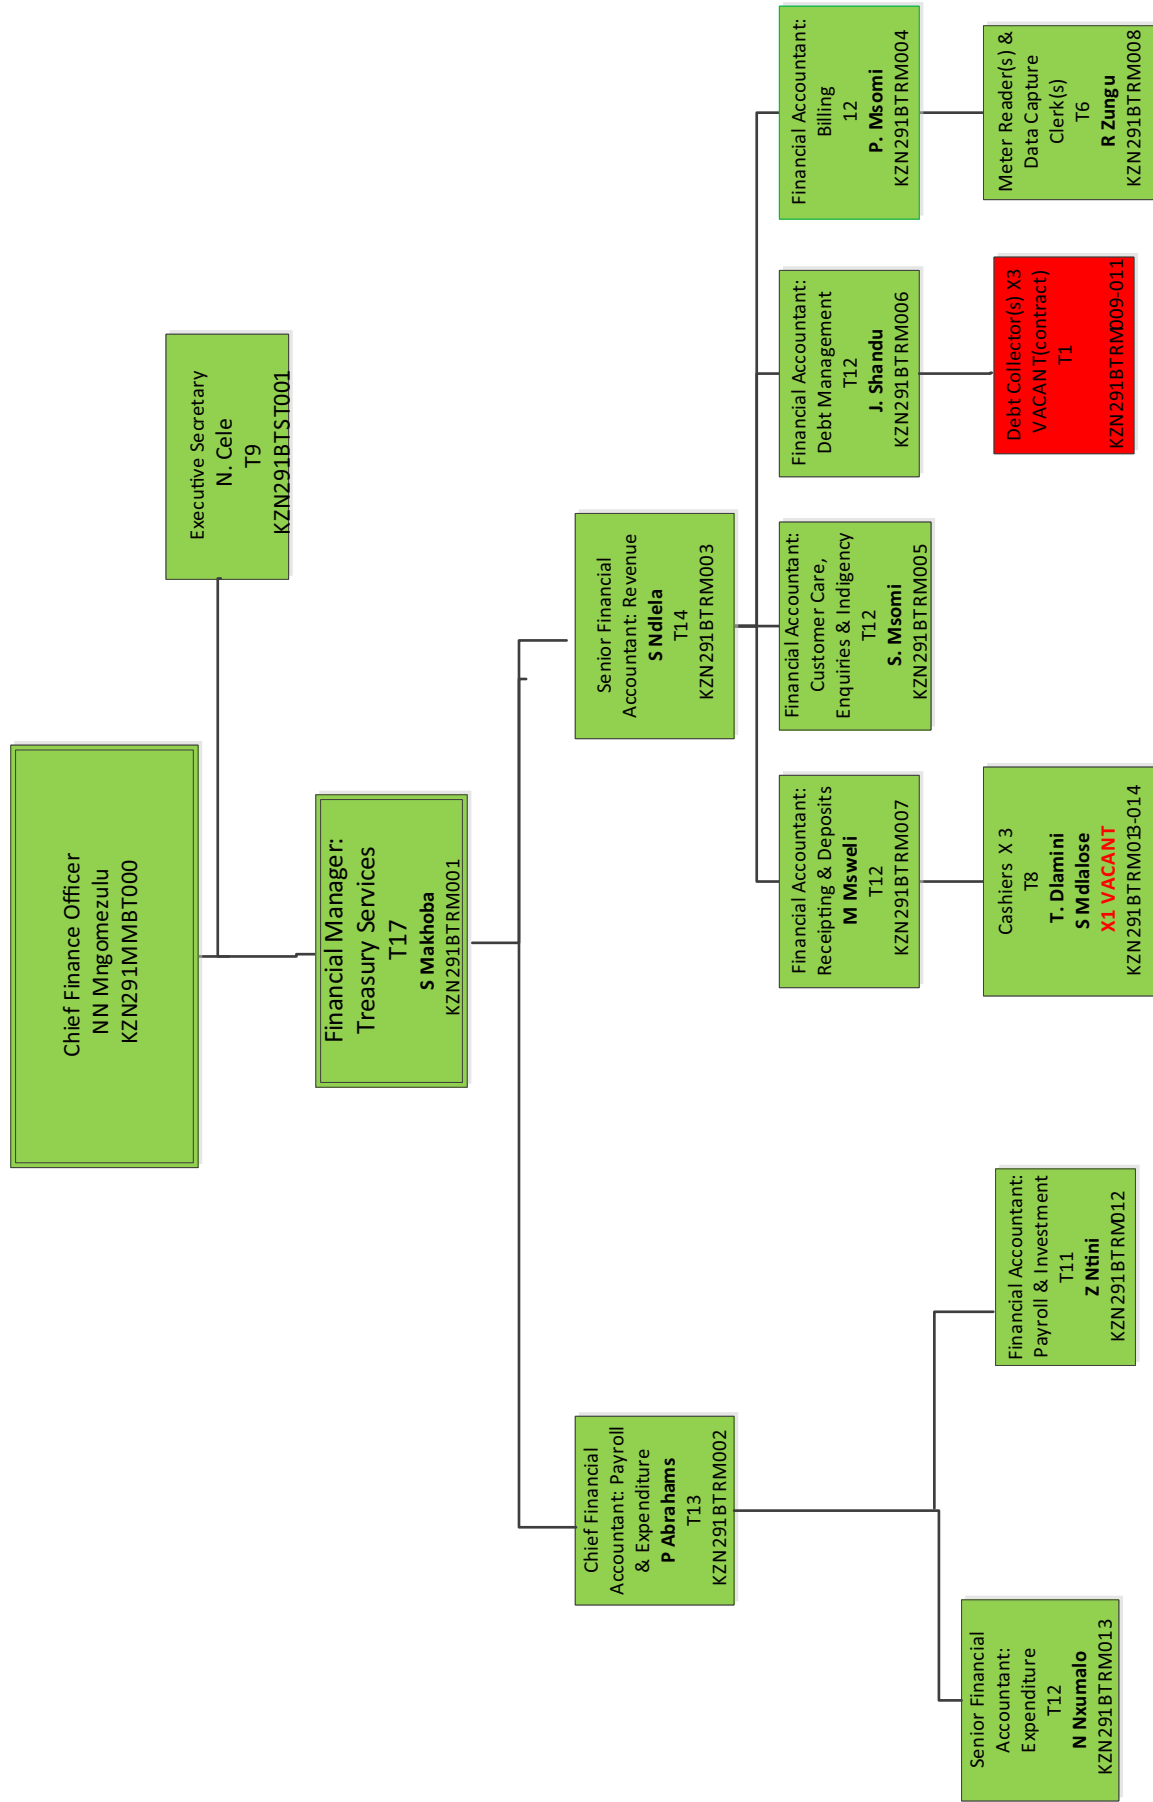 Chief Finance Officer
NN Mngomezulu
KZN291MMBT000
Executive Secretary
N. Cele
T9
KZN291BTST001
Financial Manager:
Treasury Services
T17
S Makhoba
KZN291BTRM001
Chief Financial
Accountant: Payroll
& Expenditure
P Abrahams
T13
KZN291BTRM002
Senior Financial
Accountant: Revenue
S Ndlela
T14
KZN291BTRM003
Senior Financial
Accountant:
Expenditure
T12
N Nxumalo
KZN291BTRM013
Financial Accountant:
Payroll & Investment
T11
Z Ntini
KZN291BTRM012
Financial Accountant:
Receipting & Deposits
M Msweli
T12
KZN291BTRM007
Financial Accountant:
Customer Care,
Enquiries & Indigency
T12
S. Msomi
KZN291BTRM005
Financial Accountant:
Debt Management
T12
J. Shandu
KZN291BTRM006
Financial Accountant:
Billing
12
P. Msomi
KZN291BTRM004
Cashiers X 3
T8
T. Dlamini
S Mdlalose
X1 VACANT
KZN291BTRM013-014
Debt Collector(s) X3
VACANT(contract)
T1
KZN291BTRM009-011
Meter Reader(s) &
Data Capture
Clerk(s)
T6
R Zungu
KZN291BTRM008